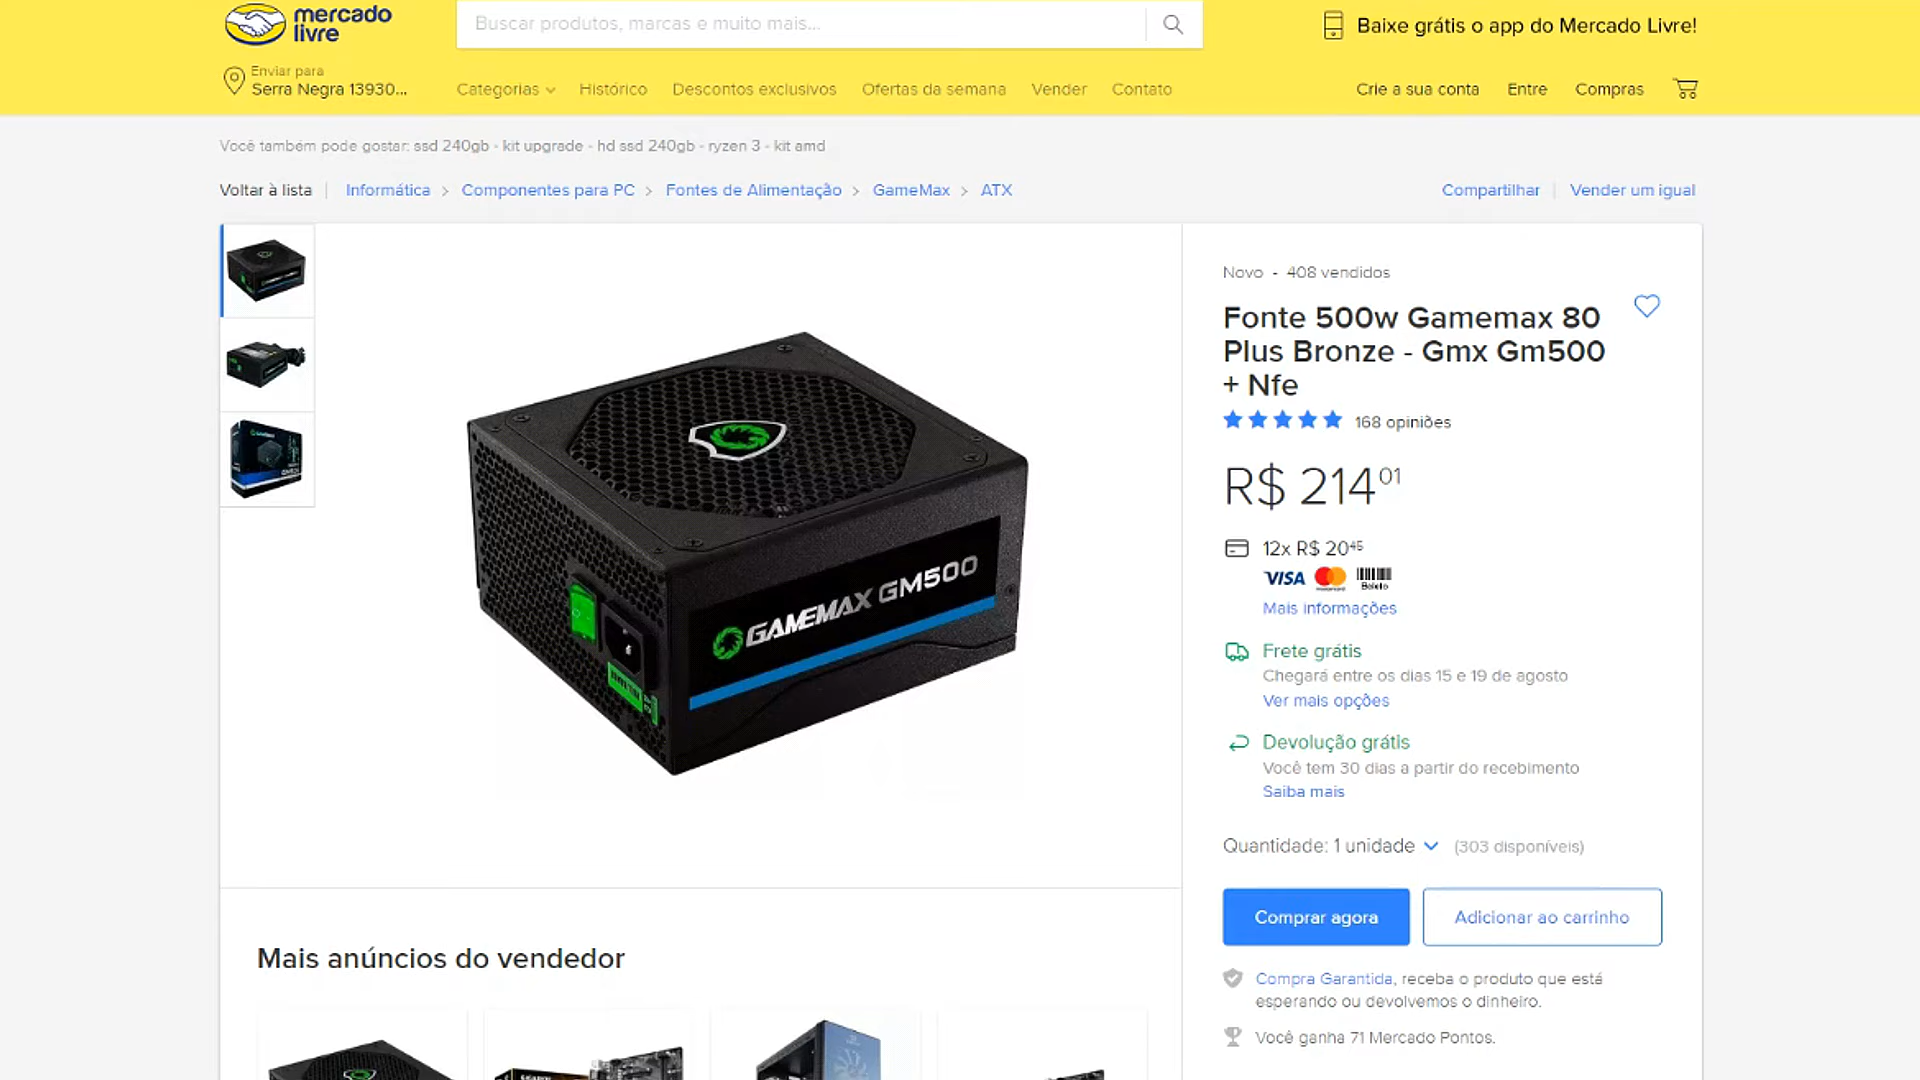 mercado
livre
Buscar produtos, marcas e muito mais...
Baixe grátis o app do Mercado Livre!
Enviar para
Serra Negra 13930...
Categorias
Histórico
Descontos exclusivos
Ofertas da semana
Vender
Contato
Crie a sua conta
Entre
Compras
Você também pode gostar: ssd 240gb - kit upgrade - hd ssd 240gb - ryzen 3 - kit amd
Voltar à lista
Informática > Componentes para PC > Fontes de Alimentação > GameMax > ATX
Compartilhar
Vender um igual
Novo - 408 vendidos
Fonte 500w Gamemax 80
Plus Bronze - Gmx Gm500
+ Nfe
168 opiniões
R$ 214 01
12x R$ 20 45
VISA
Boleto
Mais informações
Frete grátis
Chegará entre os dias 15 e 19 de agosto
Ver mais opções
Devolução grátis
Você tem 30 dias a partir do recebimento
Saiba mais
Quantidade: 1 unidade (303 disponíveis)
Comprar agora
Adicionar ao carrinho
Compra Garantida, receba o produto que está
esperando ou devolvemos o dinheiro.
Você ganha 71 Mercado Pontos.
GAMEMAX GM500
Mais anúncios do vendedor